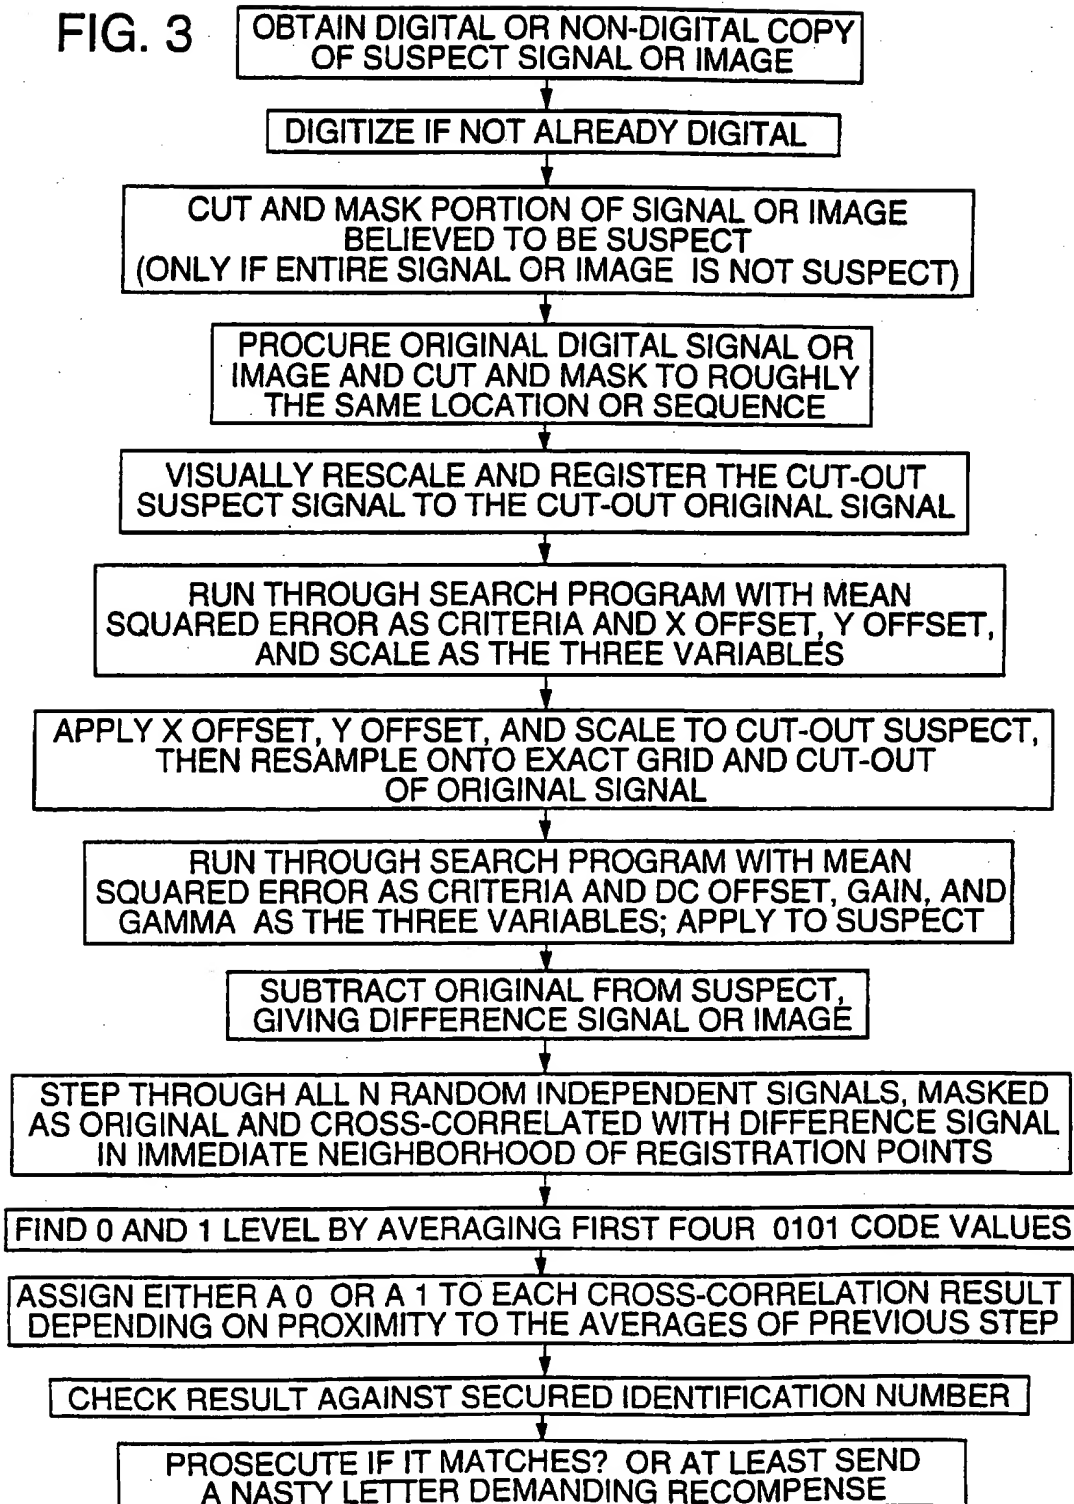 FIG. 3
OBTAIN DIGITAL OR NON-DIGITAL COPY
OF SUSPECT SIGNAL OR IMAGE
DIGITIZE IF NOT ALREADY DIGITAL
CUT AND MASK PORTION OF SIGNAL OR IMAGE
BELIEVED TO BE SUSPECT
(ONLY IF ENTIRE SIGNAL OR IMAGE IS NOT SUSPECT)
PROCURE ORIGINAL DIGITAL SIGNAL OR
IMAGE AND CUT AND MASK TO ROUGHLY
THE SAME LOCATION OR SEQUENCE
VISUALLY RESCALE AND REGISTER THE CUT-OUT
SUSPECT SIGNAL TO THE CUT-OUT ORIGINAL SIGNAL
RUN THROUGH SEARCH PROGRAM WITH MEAN
SQUARED ERROR AS CRITERIA AND X OFFSET, Y OFFSET,
AND SCALE AS THE THREE VARIABLES
APPLY X OFFSET, Y OFFSET, AND SCALE TO CUT-OUT SUSPECT,
THEN RESAMPLE ONTO EXACT GRID AND CUT-OUT
OF ORIGINAL SIGNAL
RUN THROUGH SEARCH PROGRAM WITH MEAN
SQUARED ERROR AS CRITERIA AND DC OFFSET, GAIN, AND
GAMMA AS THE THREE VARIABLES; APPLY TO SUSPECT
SUBTRACT ORIGINAL FROM SUSPECT,
GIVING DIFFERENCE SIGNAL OR IMAGE
STEP THROUGH ALL N RANDOM INDEPENDENT SIGNALS, MASKED
AS ORIGINAL AND CROSS-CORRELATED WITH DIFFERENCE SIGNAL
IN IMMEDIATE NEIGHBORHOOD OF REGISTRATION POINTS
FIND 0 AND 1 LEVEL BY AVERAGING FIRST FOUR 0101 CODE VALUES
ASSIGN EITHER A 0 OR A 1 TO EACH CROSS-CORRELATION RESULT
DEPENDING ON PROXIMITY TO THE AVERAGES OF PREVIOUS STEP
CHECK RESULT AGAINST SECURED IDENTIFICATION NUMBER
PROSECUTE IF IT MATCHES? OR AT LEAST SEND
A NASTY LETTER DEMANDING RECOMPENSE